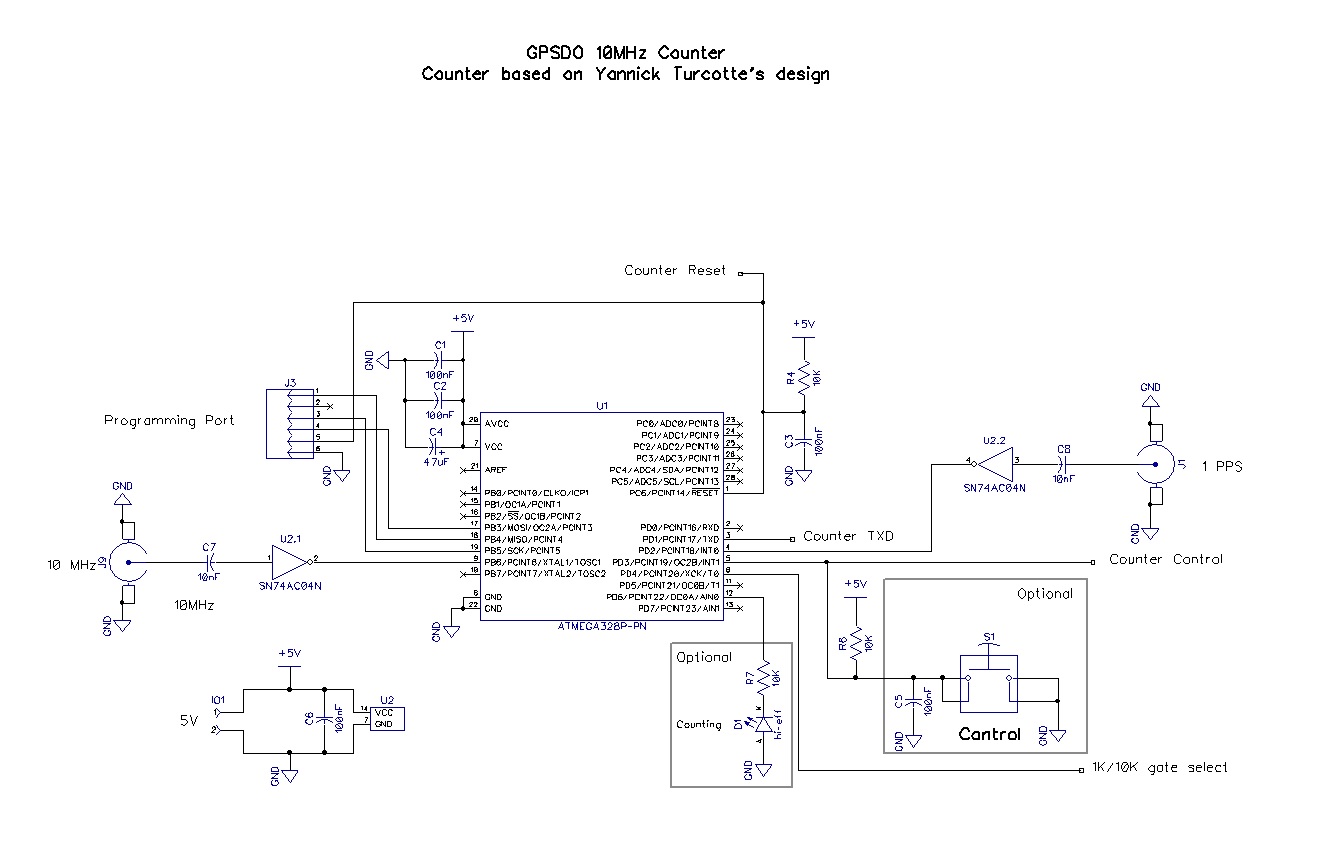 GPSDO 10MHz Counter
Counter based on Yannick Turcotte's design
Counter Reset
+5V
+5V
GND
C1
100nF
C2
100nF
C4
+
47uF
R4
10K
C3
100nF
GND
J3
1
2
3
4
5
6
Programming Port
GND
U1
20 AVCC
7 VCC
21 AREF
14 PB0/PCINT0/CLKO/ICP1
15 PB1/OC1A/PCINT1
16 PB2/SS/OC1B/PCINT2
17 PB3/MOSI/OC2A/PCINT3
18 PB4/MISO/PCINT4
19 PB5/SCK/PCINT5
9 PB6/PCINT6/XTAL1/TOSC1
10 PB7/PCINT7/XTAL2/TOSC2
8 GND
22 GND
PC0/ADC0/PCINT8 23
PC1/ADC1/PCINT9 24
PC2/ADC2/PCINT10 25
PC3/ADC3/PCINT11 26
PC4/ADC4/SDA/PCINT12 27
PC5/ADC5/SCL/PCINT13 28
PC6/PCINT14/RESET 1
PD0/PCINT16/RXD 2
PD1/PCINT17/TXD 3
PD2/PCINT18/INT0 4
PD3/PCINT19/OC2B/INT1 5
PD4/PCINT20/XCK/T0 6
PD5/PCINT21/OC0B/T1 11
PD6/PCINT22/OC0A/AIN0 12
PD7/PCINT23/AIN1 13
ATMEGA328P-PN
GND
GND
10 MHz
J9
GND
C7
10nF
10MHz
U2.1
1
2
SN74AC04N
GND
U2.2
4
3
SN74AC04N
C8
10nF
J5
1 PPS
GND
Counter TXD
Counter Control
+5V
R6
10K
Optional
S1
C5
100nF
GND
Control
GND
Optional
R7
10K
Counting
D1
K
A
hi-eff
GND
1K/10K gate select
+5V
5V
IO1
1
2
C6
100nF
U2
14 VCC
7 GND
GND